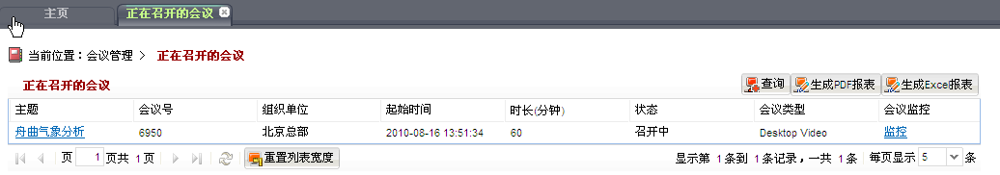 主页 正在召开的会议
当前位置：会议管理 > 正在召开的会议
正在召开的会议 查询 生成PDF报表 生成Excel报表
主题 会议号 组织单位 起始时间 时长(分钟) 状态 会议类型 会议监控
舟曲气象分析 6950 北京总部 2010-08-16 13:51:34 60 召开中 Desktop Video 监控
页 1 页共 1 页 重置列表宽度 显示第 1 条到 1 条记录，一共 1 条 每页显示 5 条